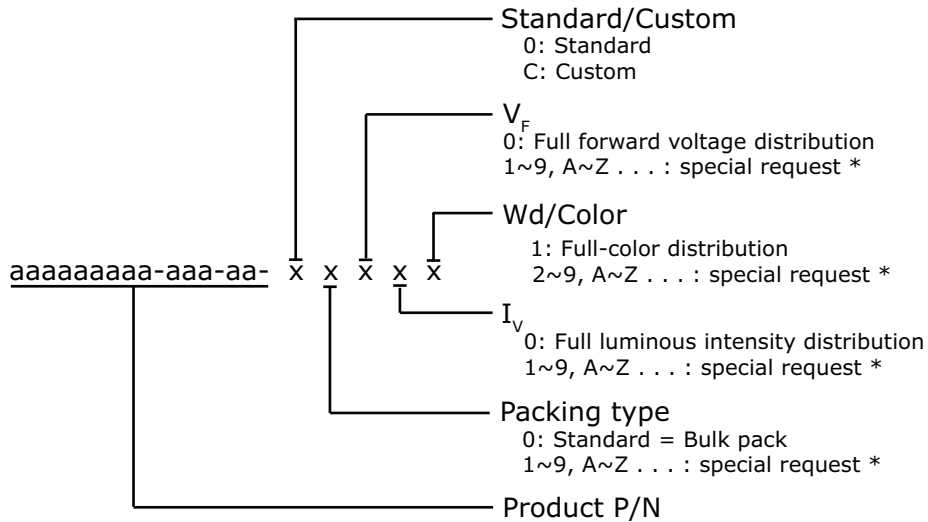 Standard/Custom
0: Standard
C: Custom
VF
0: Full forward voltage distribution
1~9, A~Z . . . : special request *
Wd/Color
1: Full-color distribution
2~9, A~Z . . . : special request *
aaaaaaaaa-aaa-aa- x x x x x
IV
0: Full luminous intensity distribution
1~9, A~Z . . . : special request *
Packing type
0: Standard = Bulk pack
1~9, A~Z . . . : special request *
Product P/N